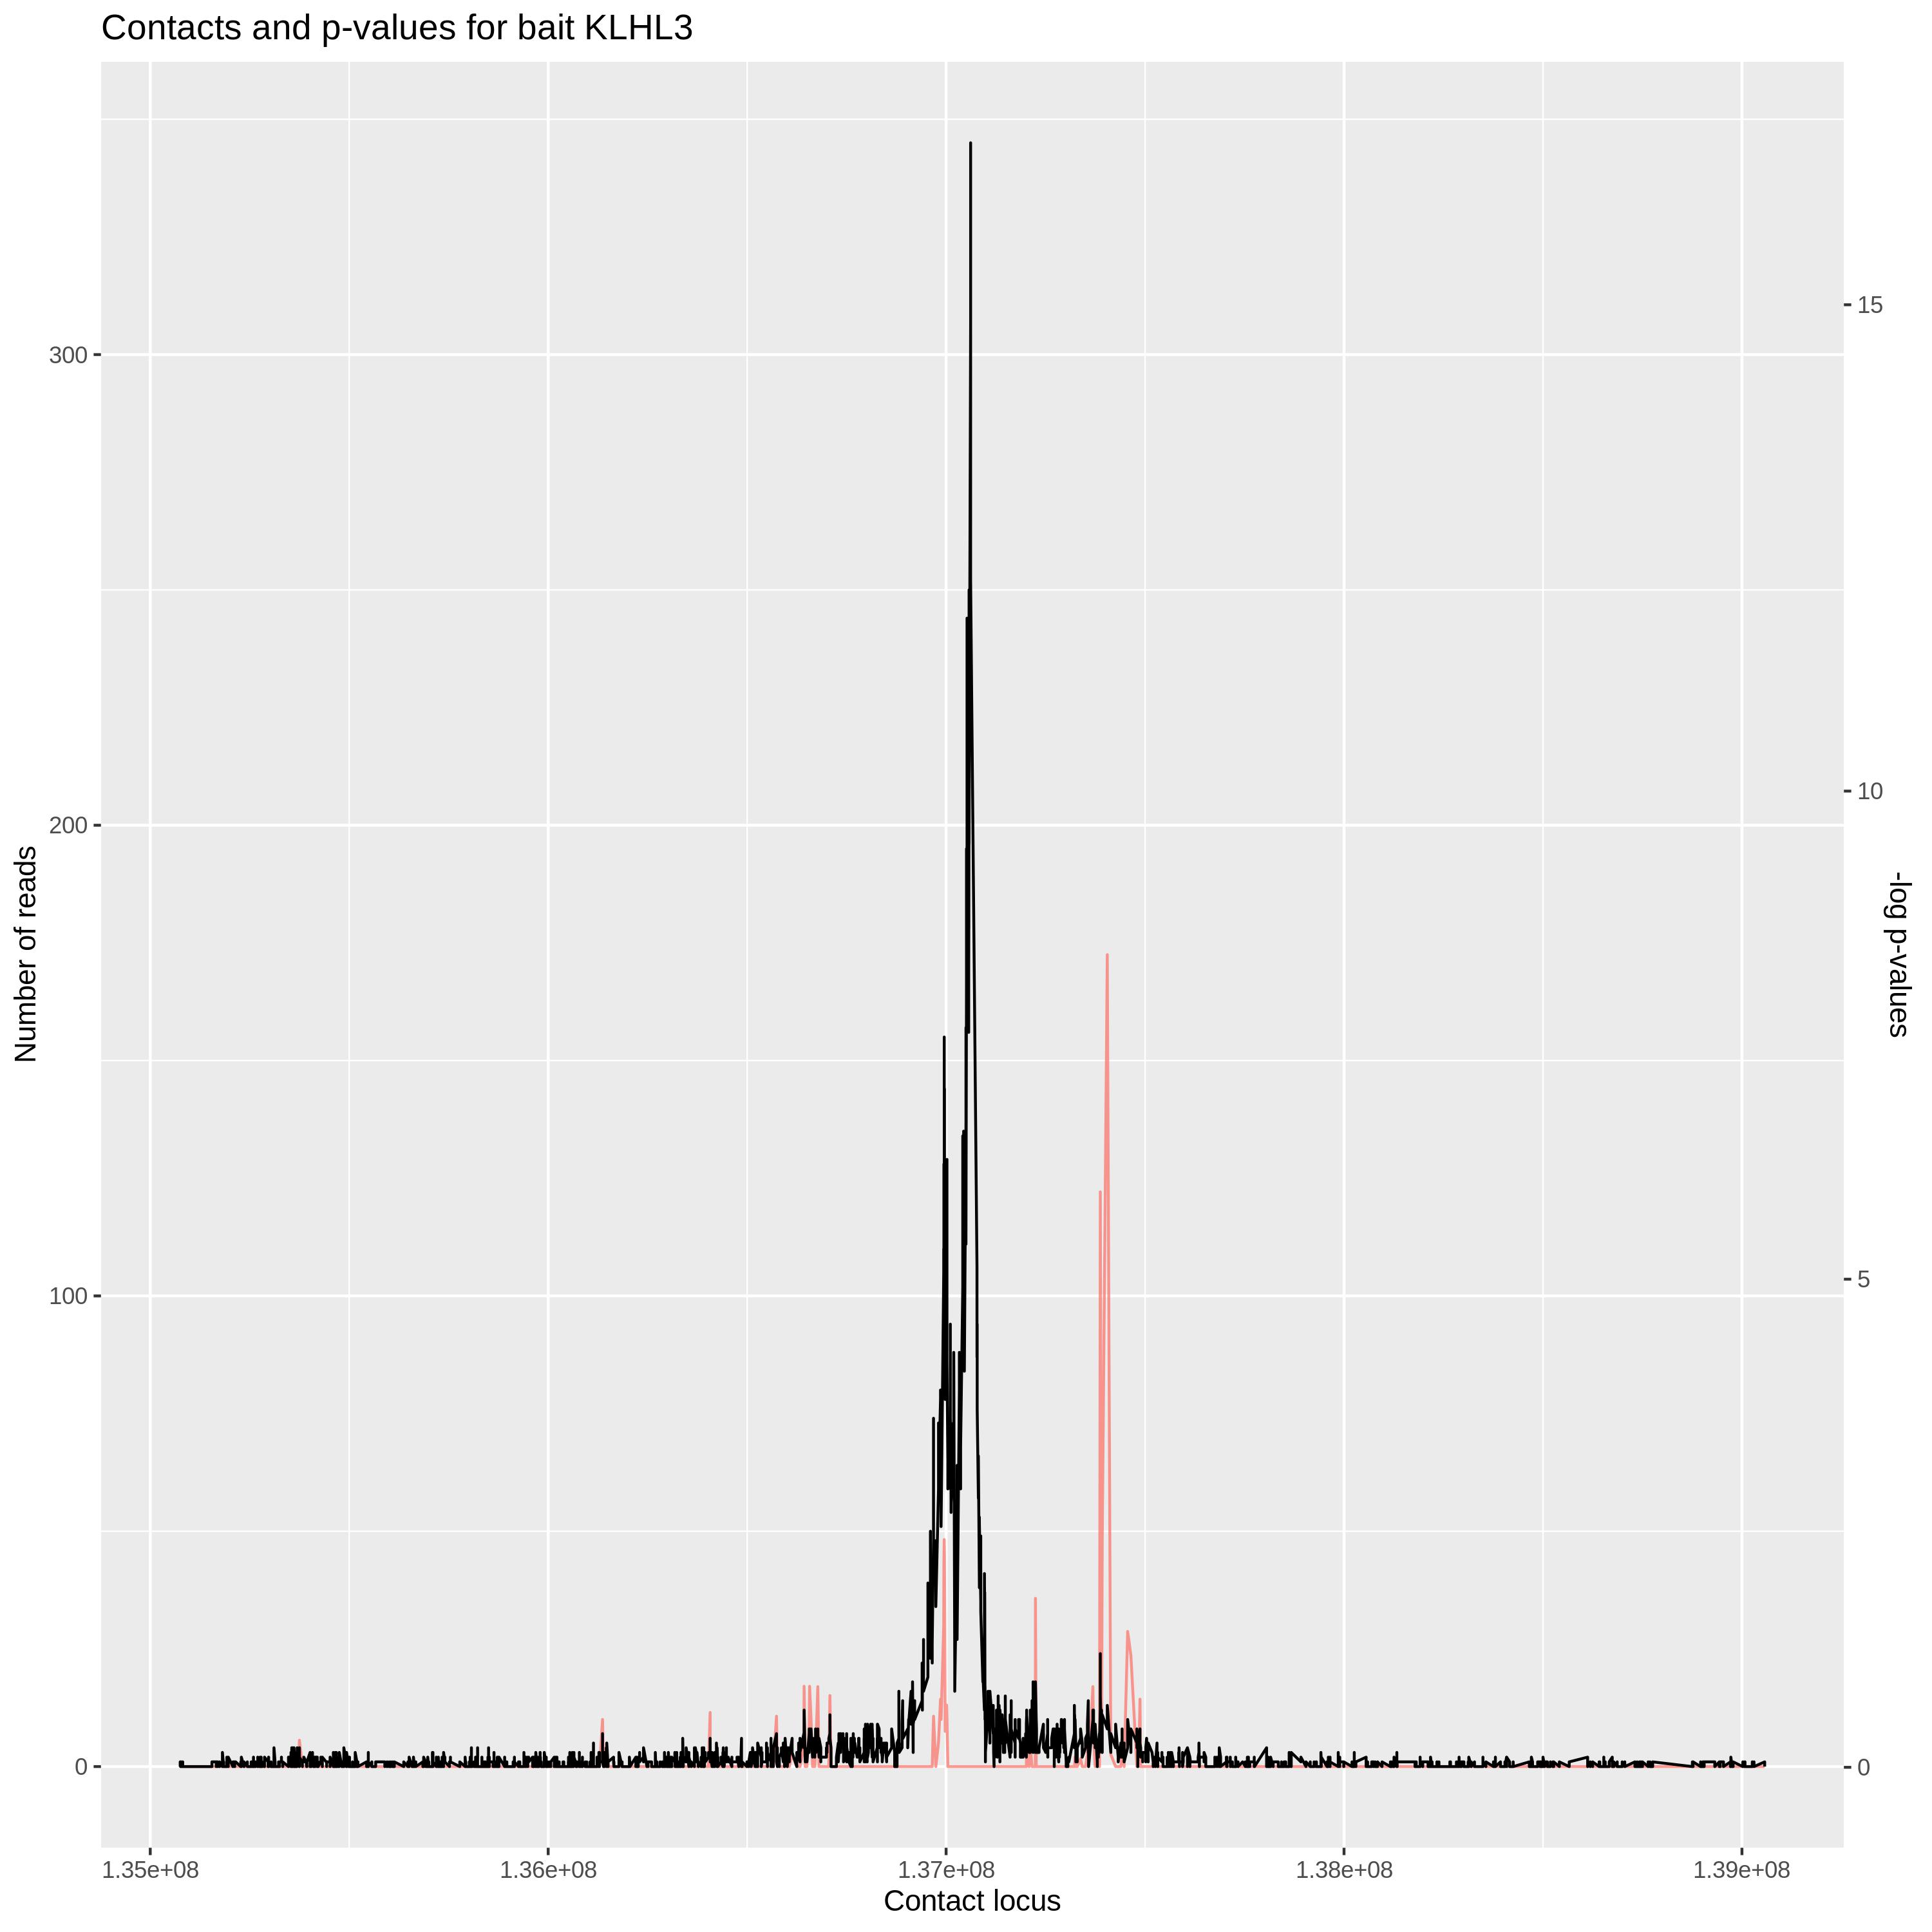 Contacts and p-values for bait KLHL3
300
200
100
0
15
10
5
0
Number of reads
-log p-values
1.35e+08
1.36e+08
1.37e+08
1.38e+08
1.39e+08
Contact locus